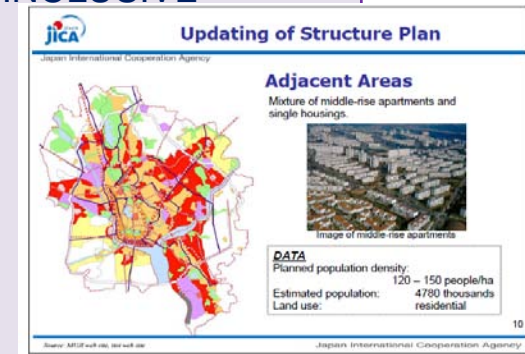 INCLUSIVE
jICA
Updating of Structure Plan
Japan International Cooperation Agency
Adjacent Areas
Mixture of middle-rise apartments and
single housings.
Image of middle-rise apartments
DATA
Planned population density:
120 – 150 people/ha
Estimated population: 4780 thousands
Land use: residential
10
Japan International Cooperation Agency